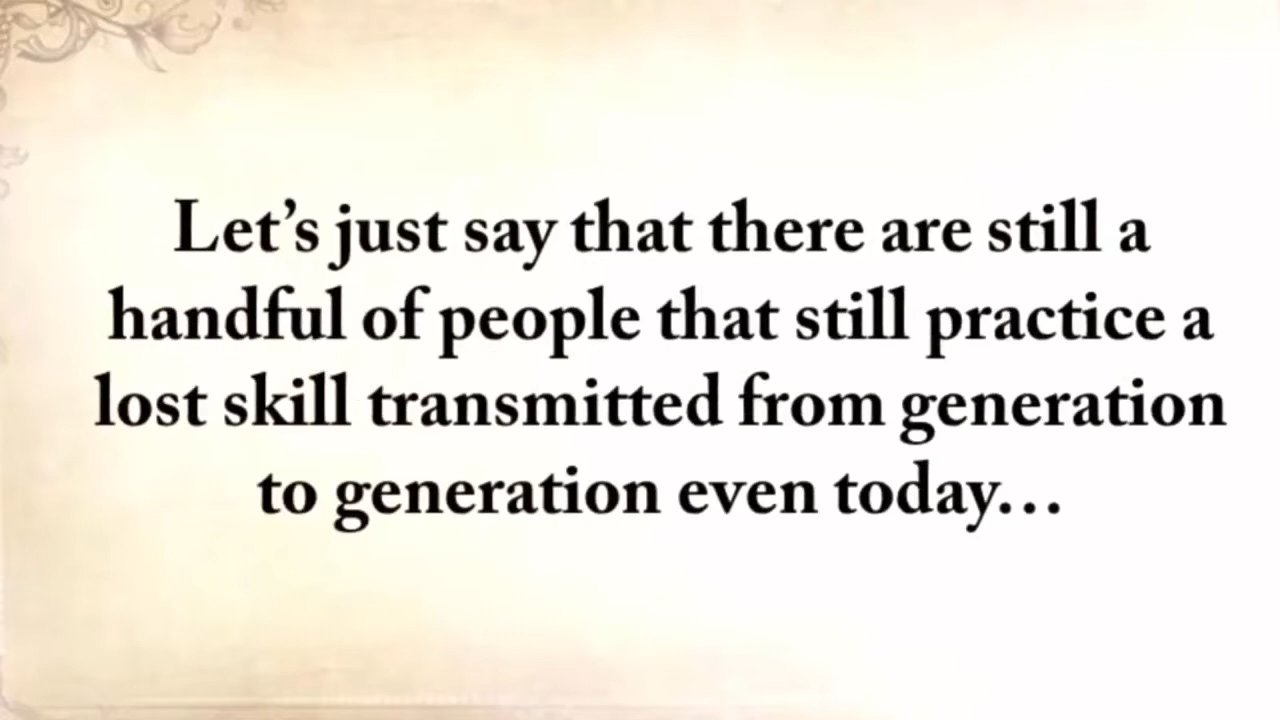 Let’s just say that there are still a
handful of people that still practice a
lost skill transmitted from generation
to generation even today…